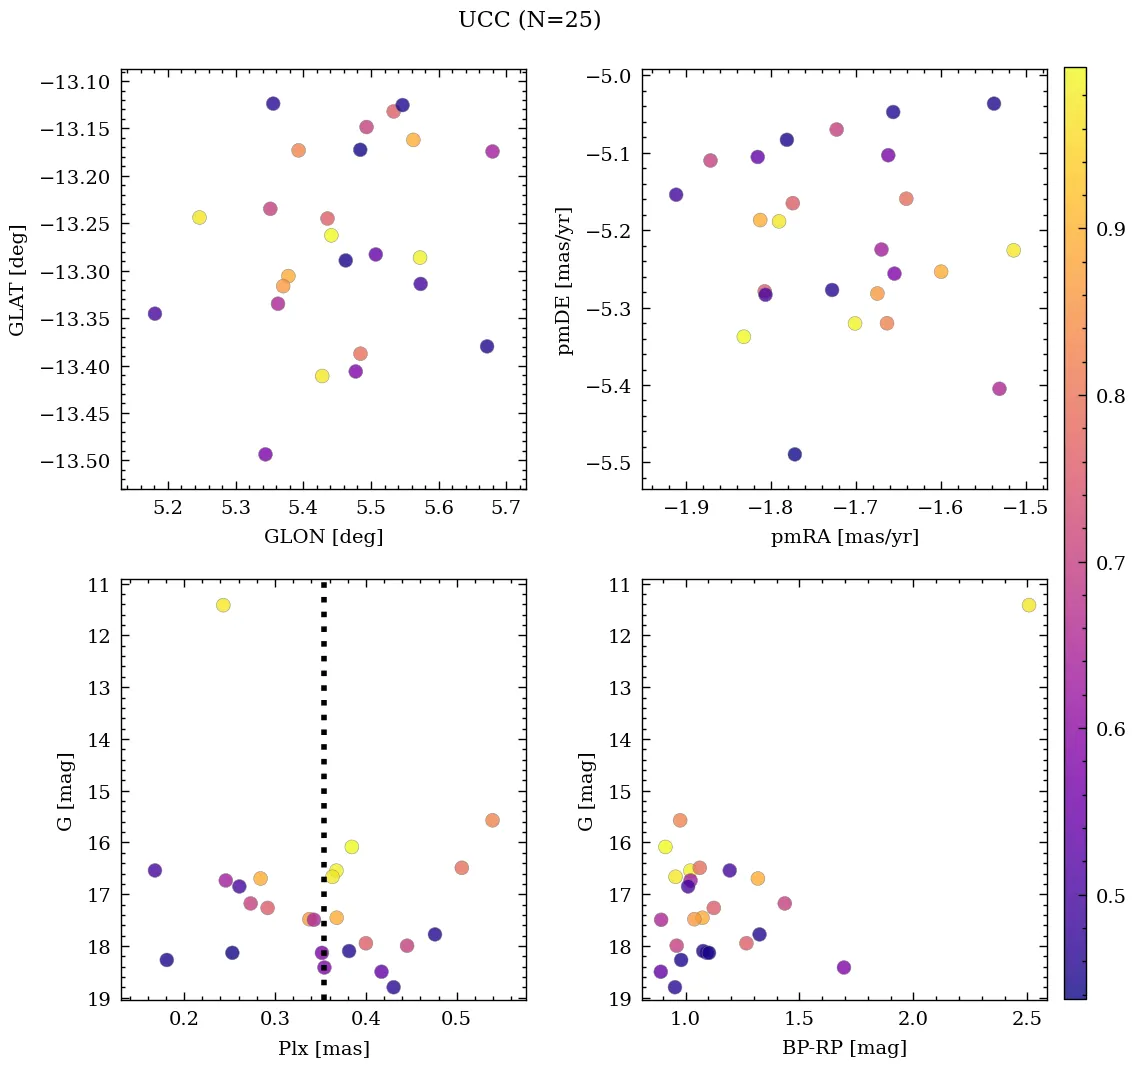 UCC (N=25)
−13.10
−13.15
−13.20
−13.25
−13.30
−13.35
−13.40
−13.45
−13.50
GLAT [deg]
5.2 5.3 5.4 5.5 5.6 5.7
GLON [deg]
−5.0
−5.1
−5.2
−5.3
−5.4
−5.5
pmDE [mas/yr]
−1.9 −1.8 −1.7 −1.6 −1.5
pmRA [mas/yr]
11
12
13
14
15
16
17
18
19
G [mag]
0.2 0.3 0.4 0.5
Plx [mas]
11
12
13
14
15
16
17
18
19
G [mag]
1.0 1.5 2.0 2.5
BP-RP [mag]
0.9
0.8
0.7
0.6
0.5